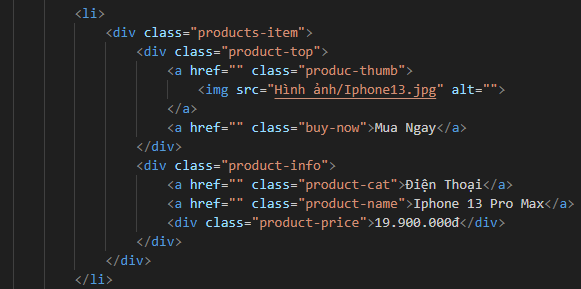 <li>
<div class="products-item">
<div class="product-top">
<a href="" class="produc-thumb">
<img src="Hình ảnh/Iphone13.jpg" alt="">
</a>
<a href="" class="buy-now">Mua Ngay</a>
</div>
<div class="product-info">
<a href="" class="product-cat">Điện Thoại</a>
<a href="" class="product-name">Iphone 13 Pro Max</a>
<div class="product-price">19.900.000đ</div>
</div>
</div>
</li>